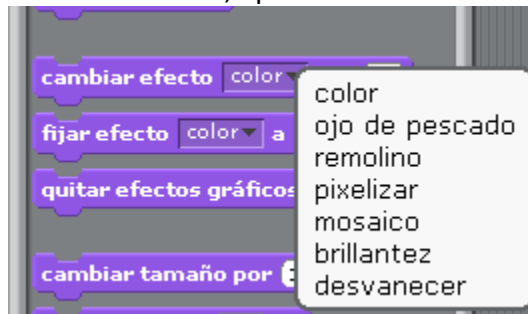 cambiar efecto color
color
ojo de pescado
fijar efecto color a
remolino
pixelizar
quitar efectos gráficos
mosaico
brillantez
cambiar tamaño por
desvanecer